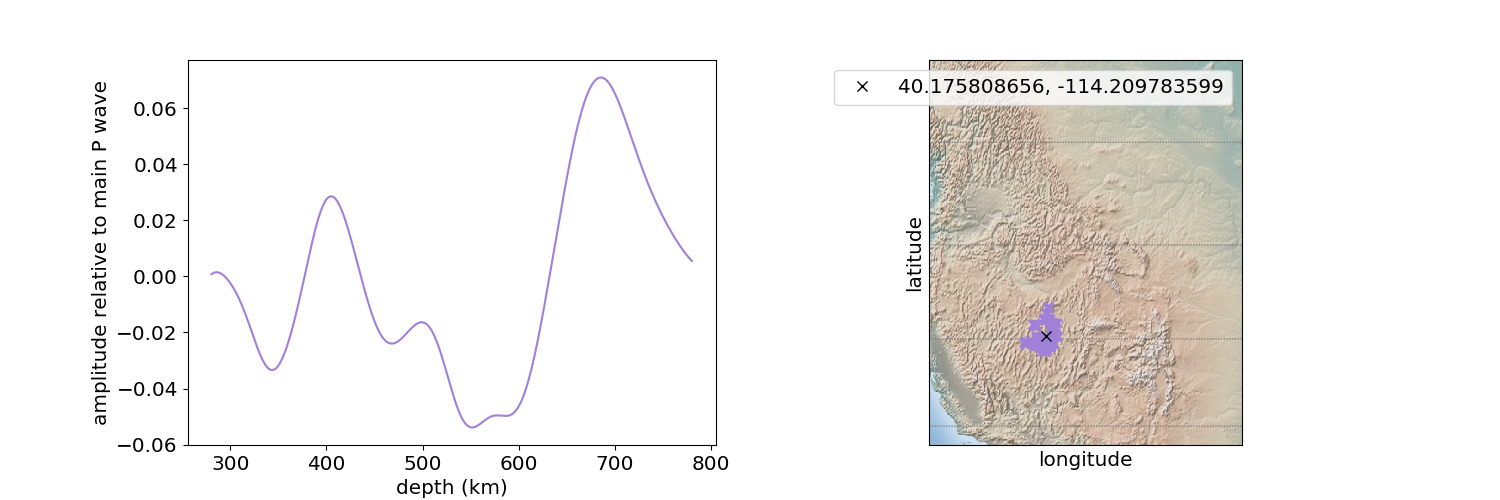 amplitude relative to main P wave
0.06
0.04
0.02
0.00
−0.02
−0.04
−0.06
300 400 500 600 700 800
depth (km)
× 40.175808656, -114.209783599
latitude
longitude